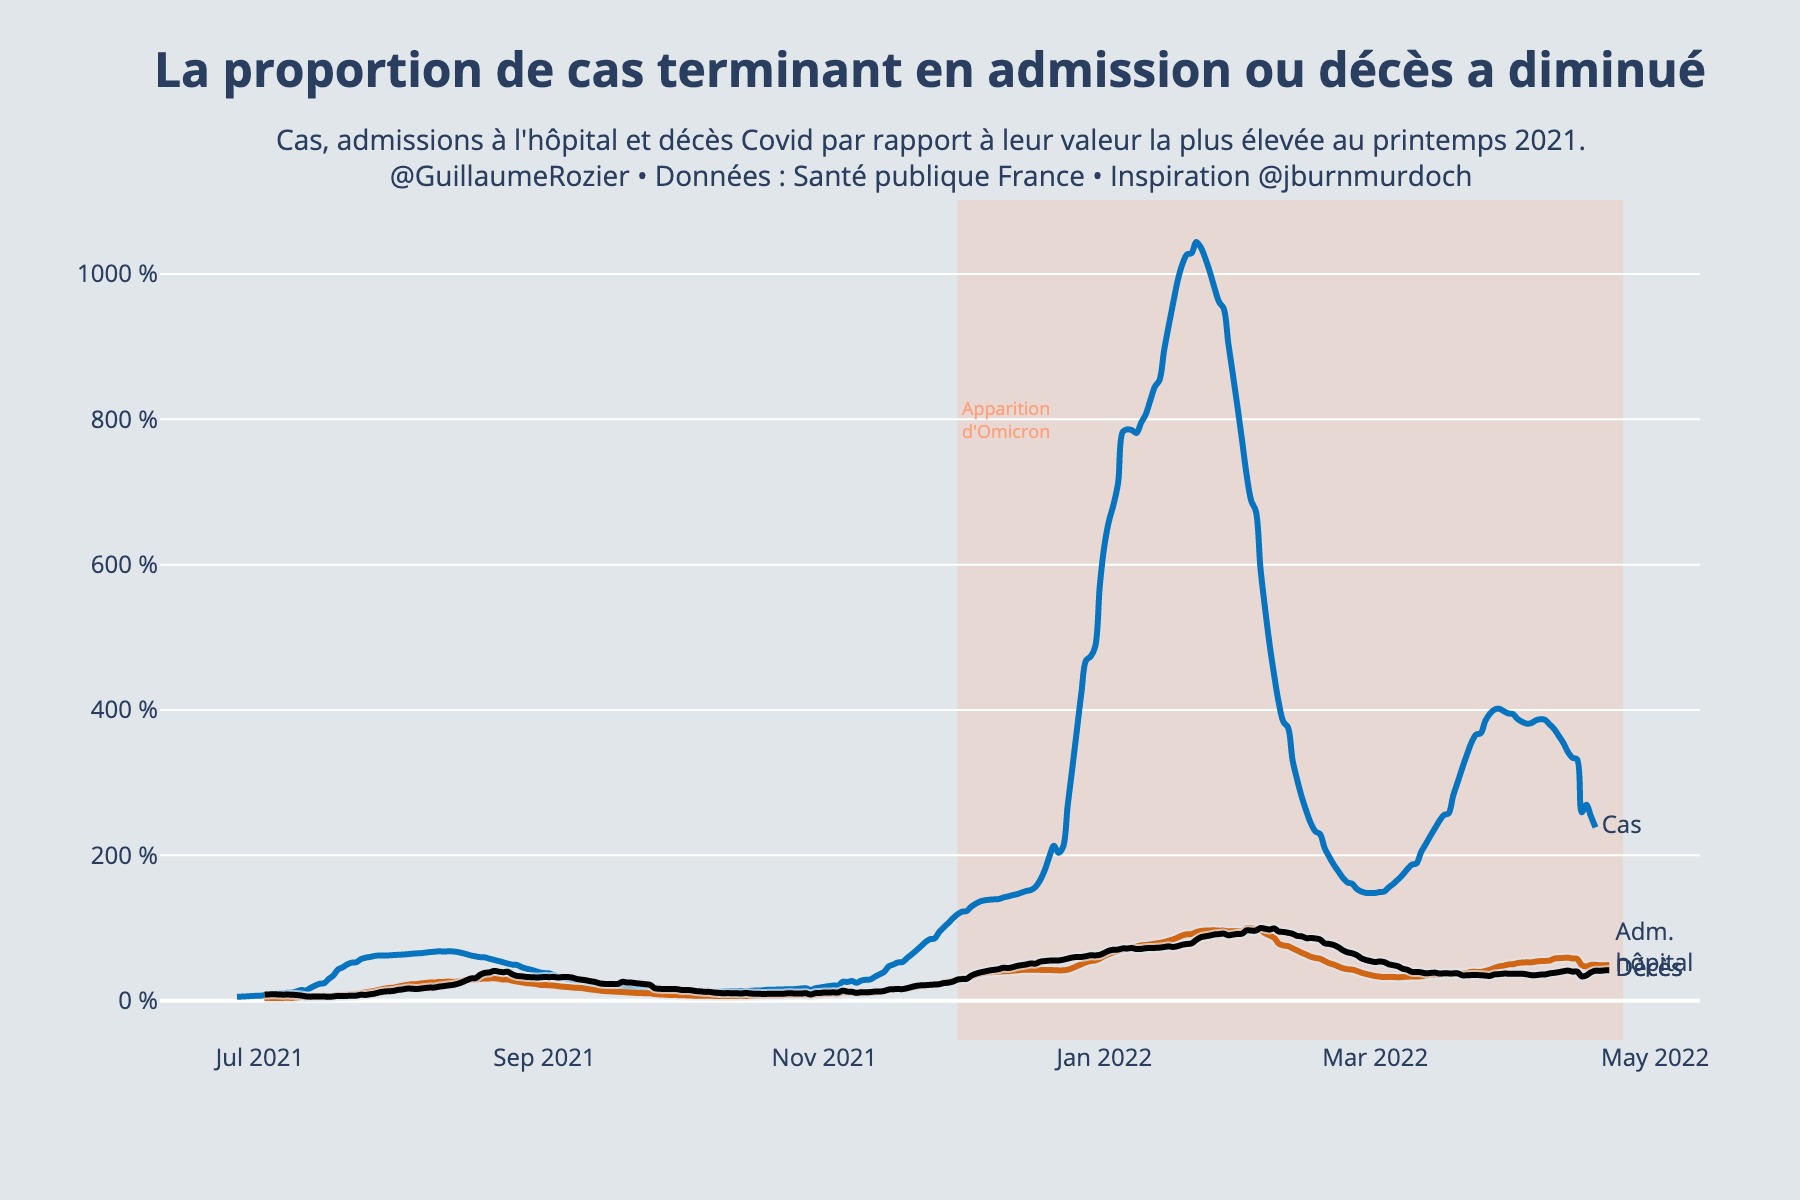 La proportion de cas terminant en admission ou décès a diminué
Cas, admissions à l'hôpital et décès Covid par rapport à leur valeur la plus élevée au printemps 2021.
@GuillaumeRozier • Données : Santé publique France • Inspiration @jburnmurdoch
1000 %
800 %
Apparition
d'Omicron
600 %
400 %
200 %
Cas
Adm.
hôpital
Décès
0 %
Jul 2021
Sep 2021
Nov 2021
Jan 2022
Mar 2022
May 2022